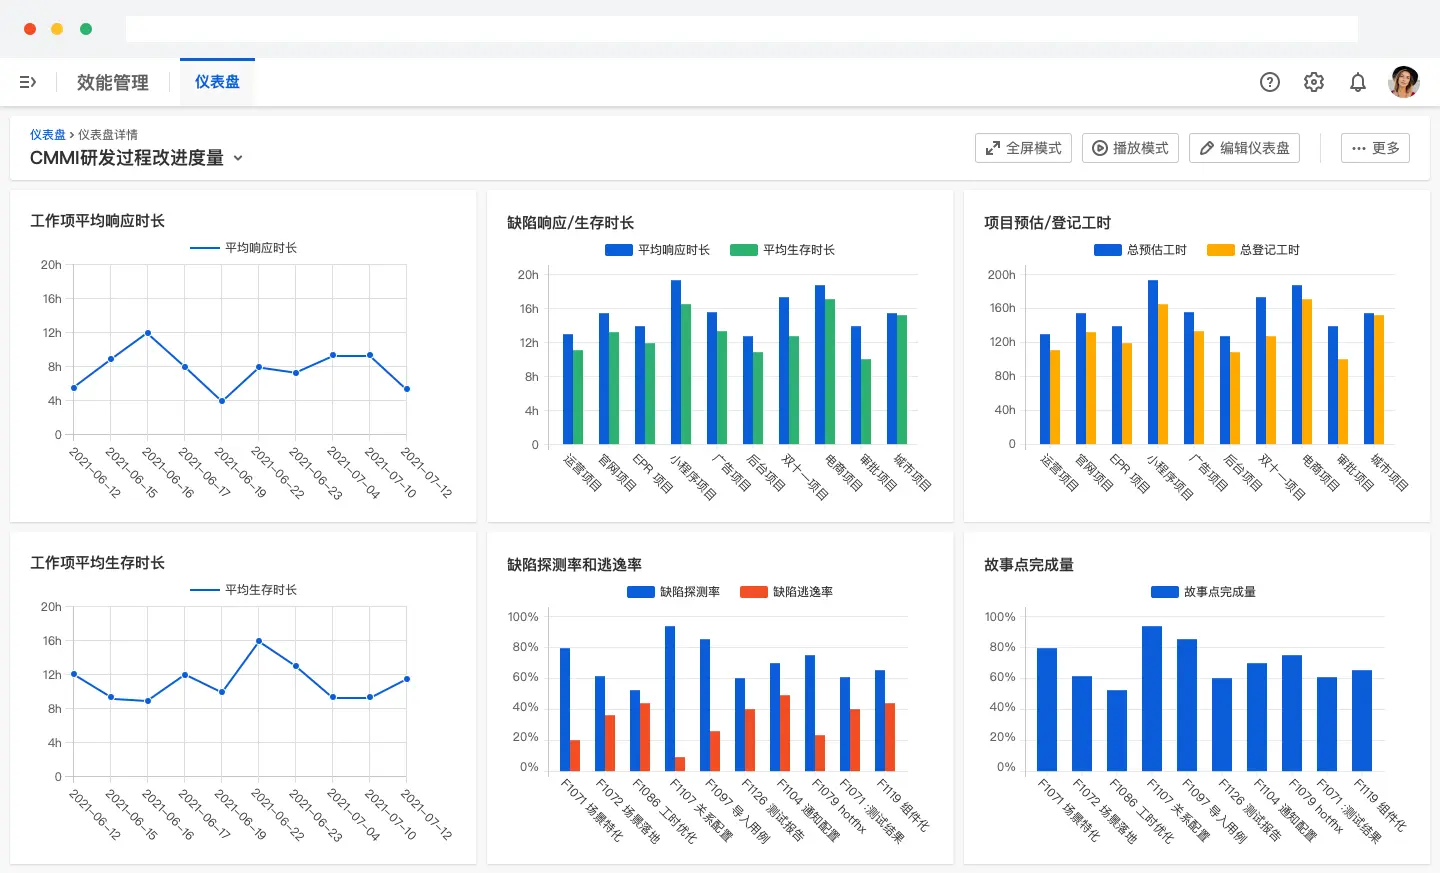 效能管理
仪表盘
仪表盘 > 仪表盘详情
CMMI研发过程改进度量
全屏模式
播放模式
编辑仪表盘
··· 更多
工作项平均响应时长
平均响应时长
20h
16h
12h
8h
4h
0
2021-06-12
2021-06-15
2021-06-16
2021-06-17
2021-06-19
2021-06-22
2021-06-23
2021-07-04
2021-07-10
2021-07-12
缺陷响应/生存时长
平均响应时长
平均生存时长
20h
16h
12h
8h
4h
0
运营项目
官网项目
EPR 项目
小程序项目
广告项目
后台项目
双十一项目
电商项目
审批项目
城市项目
项目预估/登记工时
总预估工时
总登记工时
200h
160h
120h
80h
40h
0
运营项目
官网项目
EPR 项目
小程序项目
广告项目
后台项目
双十一项目
电商项目
审批项目
城市项目
工作项平均生存时长
平均生存时长
20h
16h
12h
8h
4h
0
2021-06-12
2021-06-15
2021-06-16
2021-06-17
2021-06-19
2021-06-22
2021-06-23
2021-07-04
2021-07-10
2021-07-12
缺陷探测率和逃逸率
缺陷探测率
缺陷逃逸率
100%
80%
60%
40%
20%
0%
F1071 场景特化
F1072 场景落地
F1086 工时优化
F1107 关系配置
F1097 导入用例
F1126 测试报告
F1104 通知配置
F1079 hotfhx
F1071 :测试结果
F1119 组件化
故事点完成量
故事点完成量
100%
80%
60%
40%
20%
0%
F1071 场景特化
F1072 场景落地
F1086 工时优化
F1107 关系配置
F1097 导入用例
F1126 测试报告
F1104 通知配置
F1079 hotfhx
F1071 :测试结果
F1119 组件化